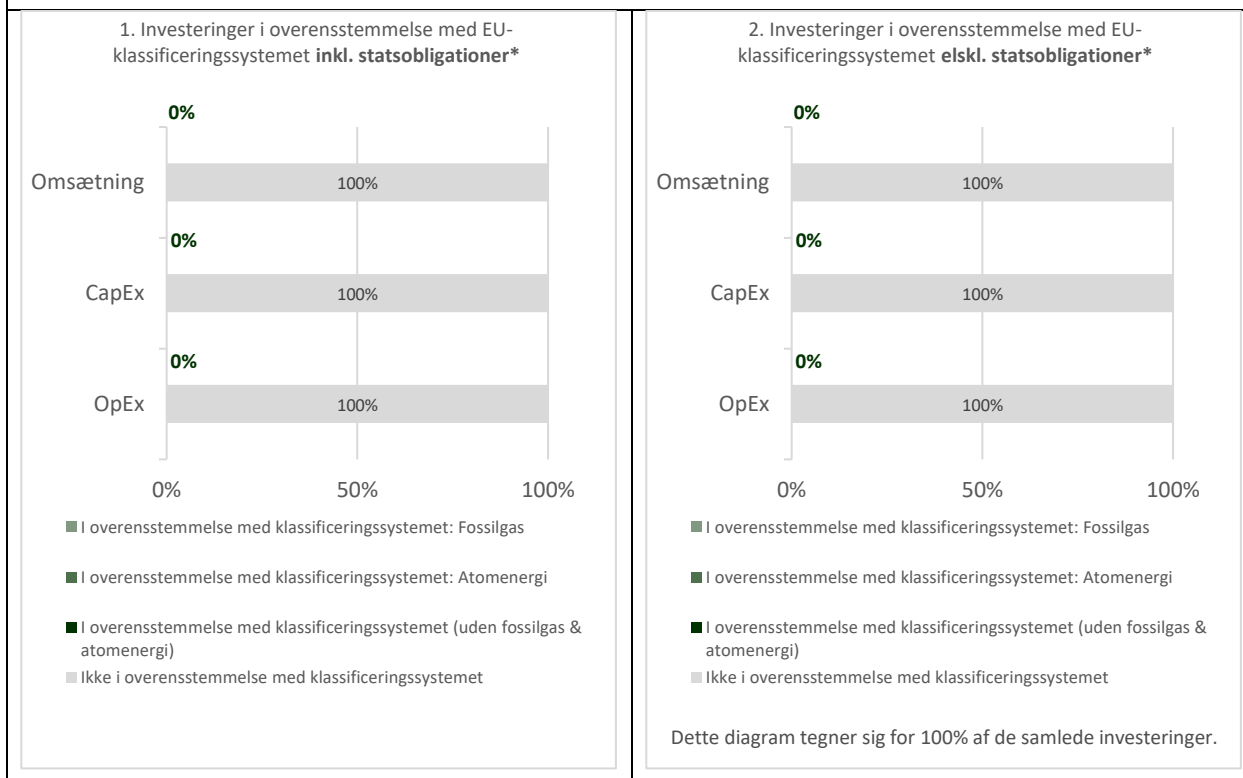 1. Investeringer i overensstemmelse med EU-
klassificeringssystemet inkl. statsobligationer*
0%
Omsætning
100%
0%
CapEx
100%
0%
OpEx
100%
0% 50% 100%
I overensstemmelse med klassificeringssystemet: Fossilgas
I overensstemmelse med klassificeringssystemet: Atomenergi
I overensstemmelse med klassificeringssystemet (uden fossilgas &
atomenergi)
Ikke i overensstemmelse med klassificeringssystemet
2. Investeringer i overensstemmelse med EU-
klassificeringssystemet elskl. statsobligationer*
0%
Omsætning
100%
0%
CapEx
100%
0%
OpEx
100%
0% 50% 100%
I overensstemmelse med klassificeringssystemet: Fossilgas
I overensstemmelse med klassificeringssystemet: Atomenergi
I overensstemmelse med klassificeringssystemet (uden fossilgas &
atomenergi)
Ikke i overensstemmelse med klassificeringssystemet
Dette diagram tegner sig for 100% af de samlede investeringer.